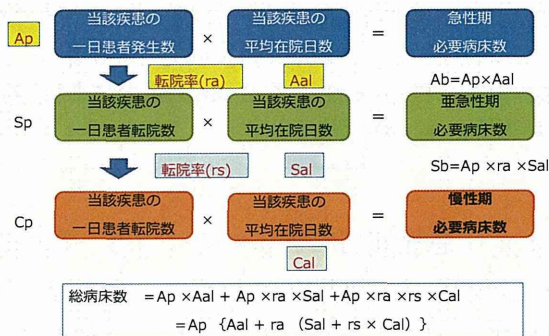 Ap
当該疾患の
一日患者発生数
×
当該疾患の
平均在院日数
=
急性期
必要病床数
転院率(ra)
Aal
Ab=Ap×Aal
Sp
当該疾患の
一日患者転院数
×
当該疾患の
平均在院日数
=
亜急性期
必要病床数
転院率(rs)
Sal
Sb=Ap ×ra ×Sal
Cp
当該疾患の
一日患者転院数
×
当該疾患の
平均在院日数
=
慢性期
必要病床数
Cal
総病床数 =Ap ×Aal + Ap ×ra ×Sal +Ap ×ra ×rs ×Cal
=Ap {Aal + ra (Sal + rs × Cal) }